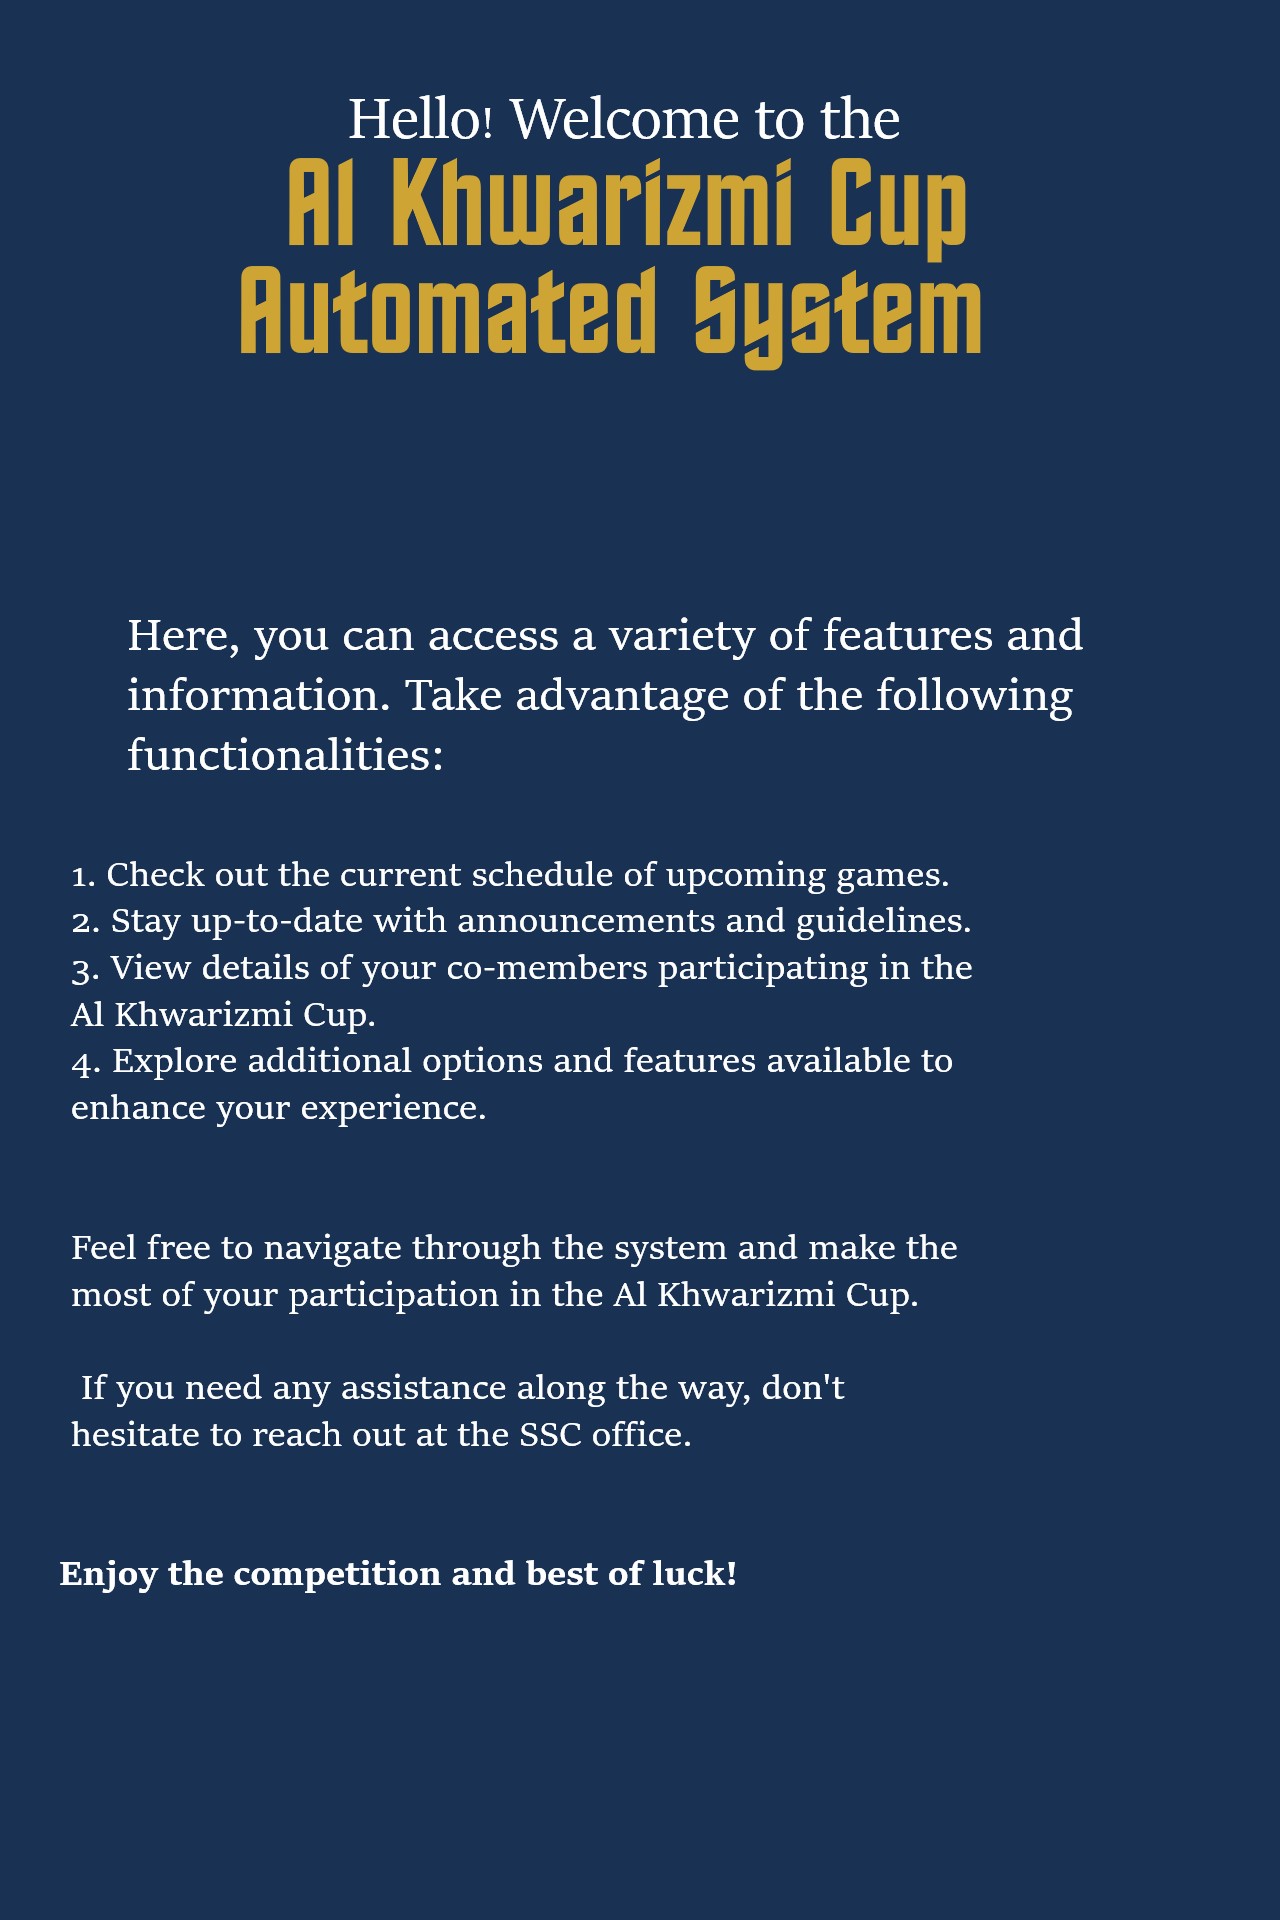 Hello! Welcome to the
Al Khwarizmi Cup
Automated System
Here, you can access a variety of features and
information. Take advantage of the following
functionalities:
1. Check out the current schedule of upcoming games.
2. Stay up-to-date with announcements and guidelines.
3. View details of your co-members participating in the
Al Khwarizmi Cup.
4. Explore additional options and features available to
enhance your experience.
Feel free to navigate through the system and make the
most of your participation in the Al Khwarizmi Cup.
If you need any assistance along the way, don't
hesitate to reach out at the SSC office.
Enjoy the competition and best of luck!